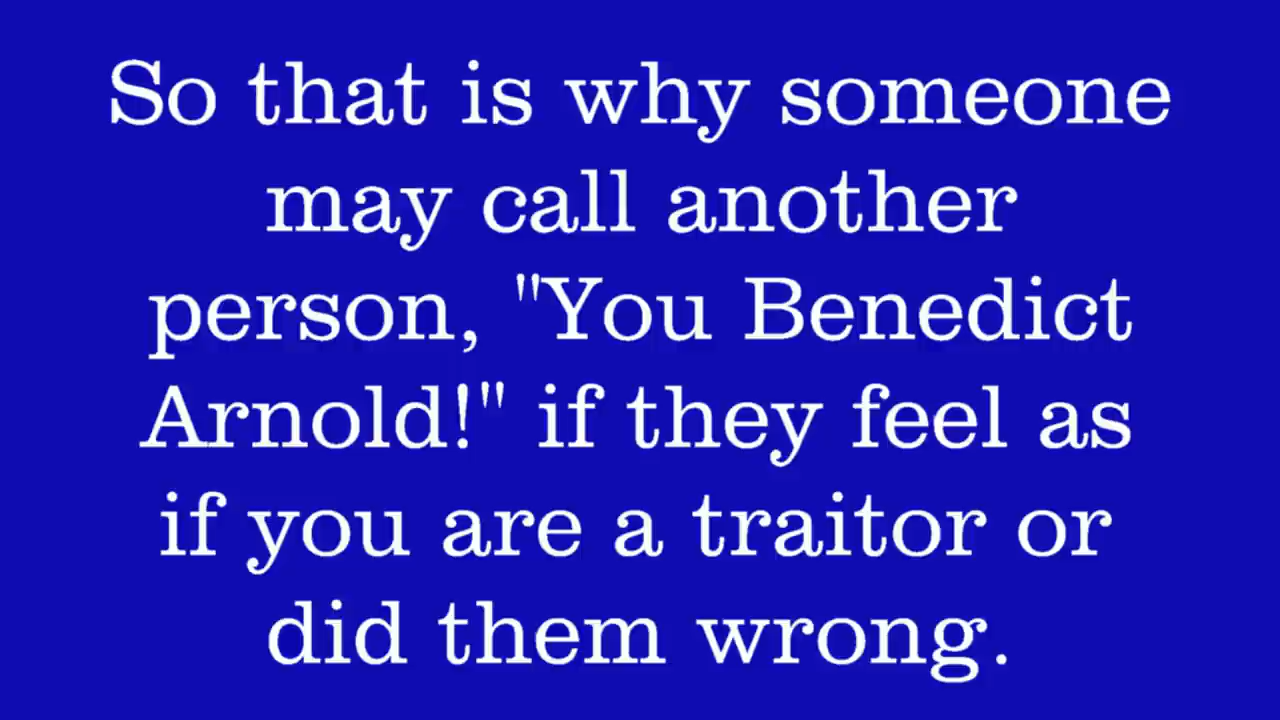 So that is why someone
may call another
person, "You Benedict
Arnold!" if they feel as
if you are a traitor or
did them wrong.